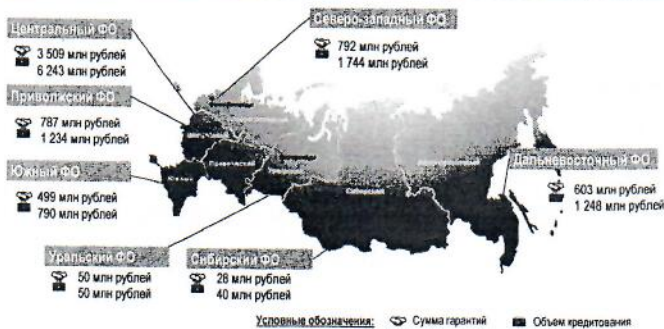 Центральный ФО
3 509 млн рублей
6 243 млн рублей
Северо-западный ФО
792 млн рублей
1 744 млн рублей
Приволжский ФО
787 млн рублей
1 234 млн рублей
Южный ФО
499 млн рублей
790 млн рублей
Дальневосточный ФО
603 млн рублей
1 248 млн рублей
Уральский ФО
50 млн рублей
50 млн рублей
Сибирский ФО
28 млн рублей
40 млн рублей
Южный
Условные обозначения: Сумма гарантий Объем кредитования